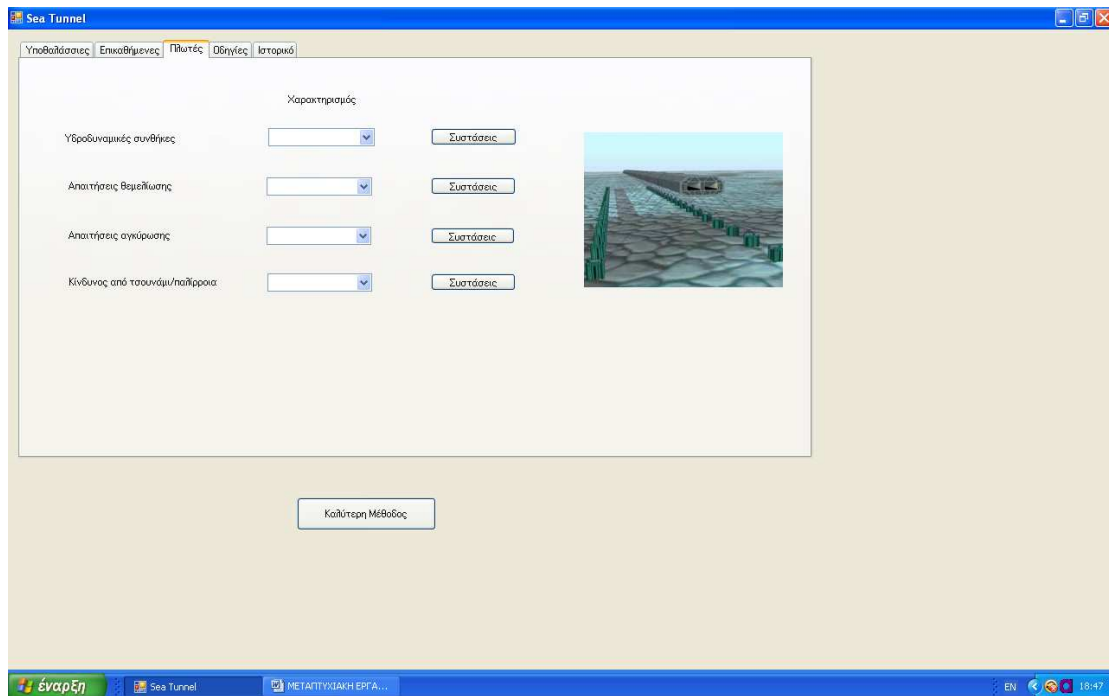 Sea Tunnel
Υποθαλάσσιες Επικαθήμενες Πλωτές Οδηγίες Ιστορικό
Χαρακτηρισμός
Υδροδυναμικές συνθήκες Συστάσεις
Απαιτήσεις θεμελίωσης Συστάσεις
Απαιτήσεις αγκύρωσης Συστάσεις
Κίνδυνος από τσουνάμι/παλίρροια Συστάσεις
Καλύτερη Μέθοδος
έναρξη Sea Tunnel ΜΕΤΑΠΤΥΧΙΑΚΗ ΕΡΓΑ... EN 16:47